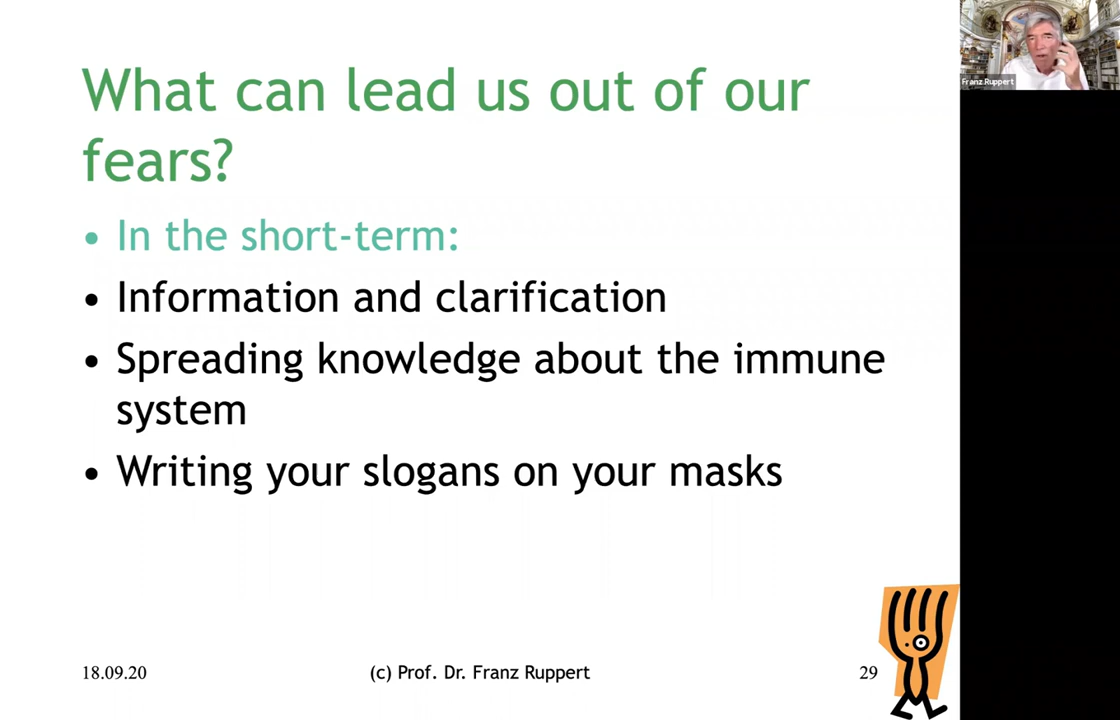 What can lead us out of our
fears?
• In the short-term:
• Information and clarification
• Spreading knowledge about the immune
system
• Writing your slogans on your masks
18.09.20
(c) Prof. Dr. Franz Ruppert
29
Franz Ruppert